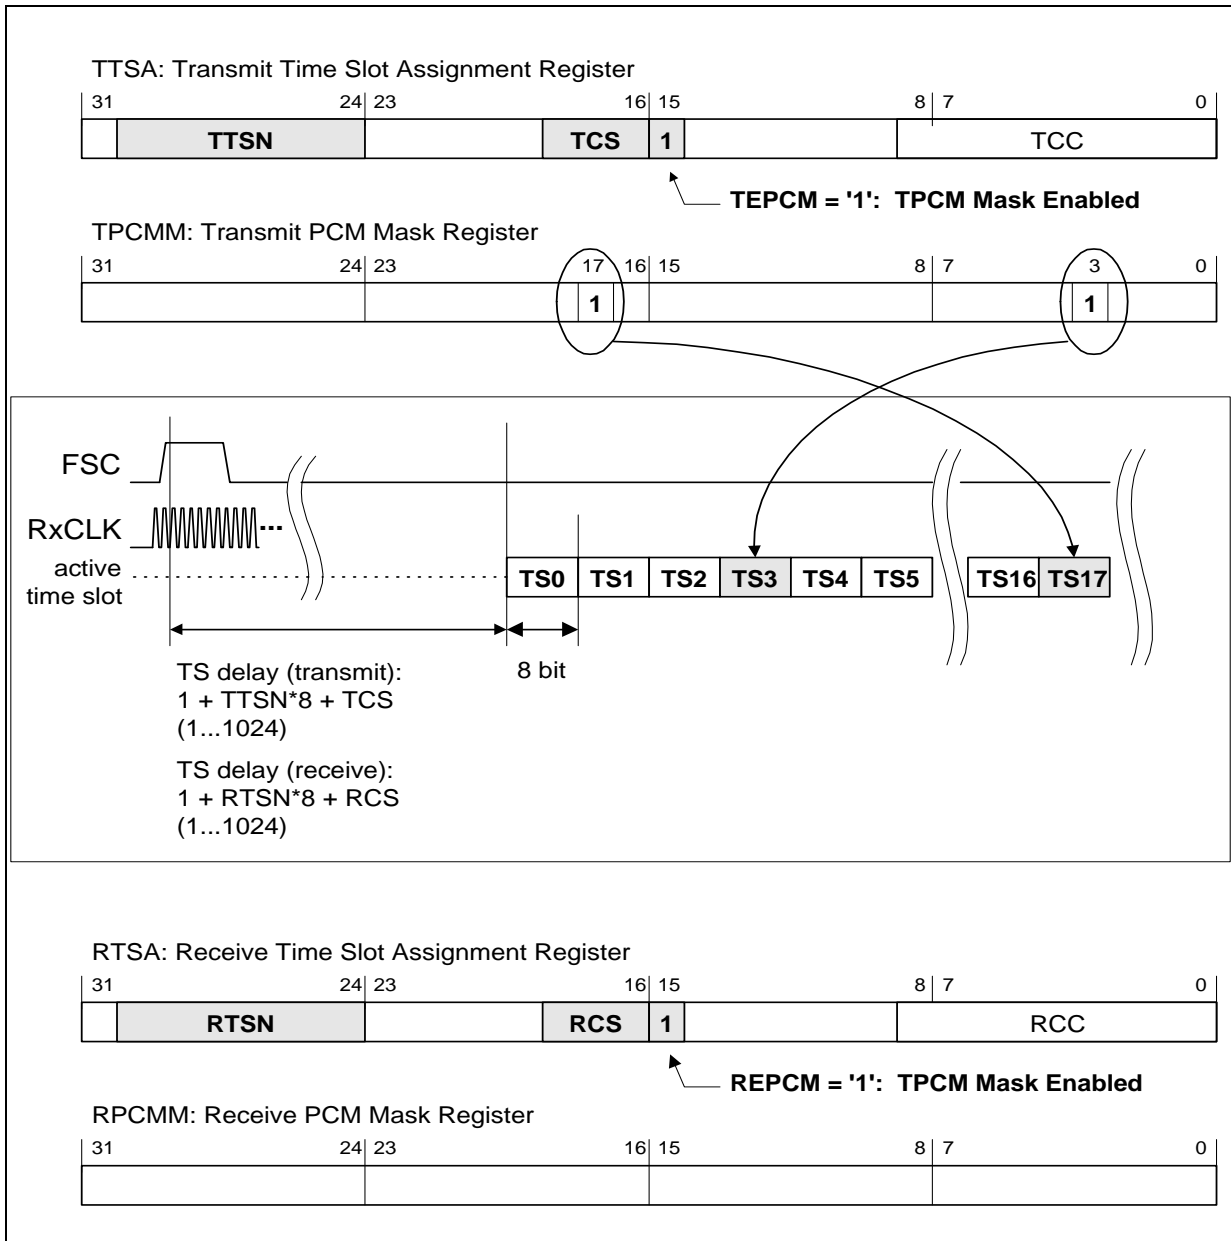 TTSA: Transmit Time Slot Assignment Register
31 24 23 16 15 8 7 0
TTSN TCS 1 TCC
TEPCM = '1': TPCM Mask Enabled
TPCMM: Transmit PCM Mask Register
31 24 23 17 16 15 8 7 3 0
1 1
FSC
RxCLK ...
active
time slot
TS0 TS1 TS2 TS3 TS4 TS5 TS16 TS17
TS delay (transmit):
1 + TTSN*8 + TCS
(1...1024)
8 bit
TS delay (receive):
1 + RTSN*8 + RCS
(1...1024)
RTSA: Receive Time Slot Assignment Register
31 24 23 16 15 8 7 0
RTSN RCS 1 RCC
REPCM = '1': TPCM Mask Enabled
RPCMM: Receive PCM Mask Register
31 24 23 16 15 8 7 0